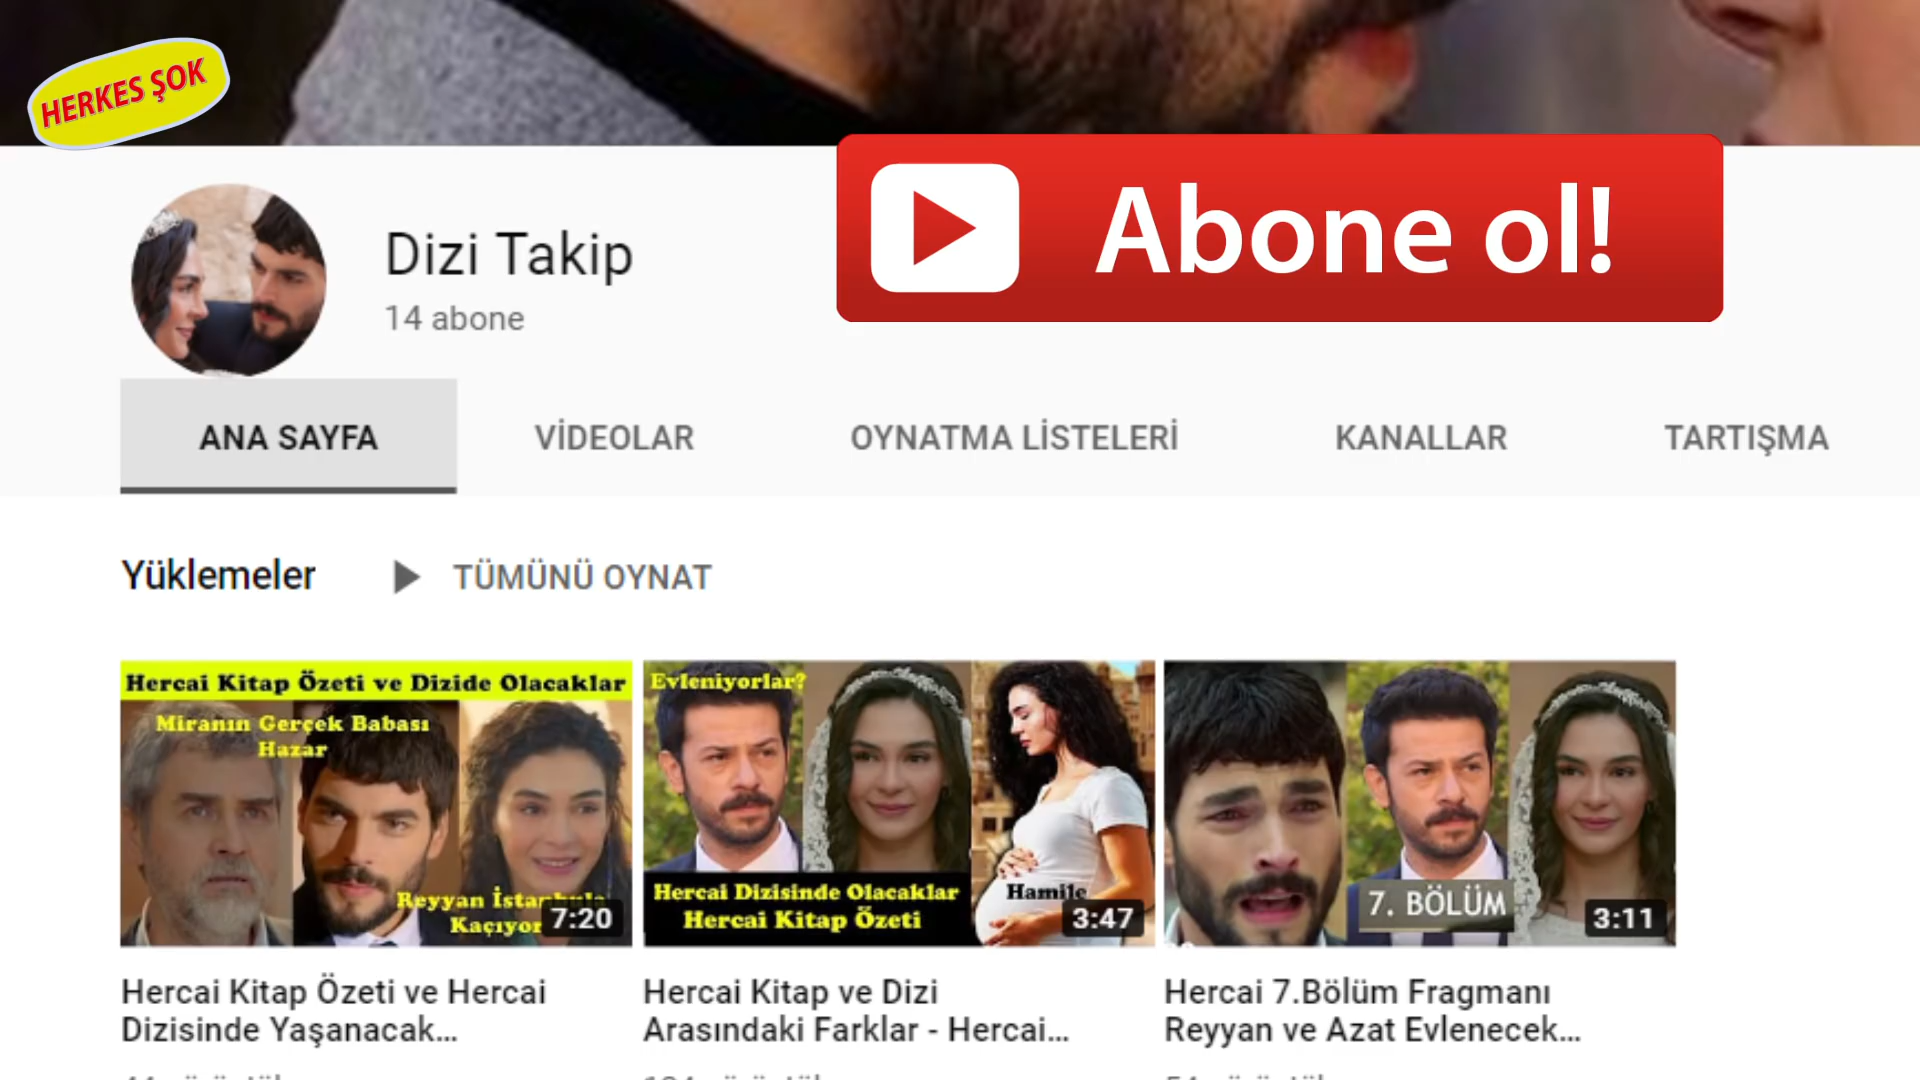 HERKES ŞOK
Abone ol!
Dizi Takip
14 abone
ANA SAYFA
VİDEOLAR
OYNATMA LİSTELERİ
KANALLAR
TARTIŞMA
Yüklemeler
TÜMÜNÜ OYNAT
Hercai Kitap Özeti ve Dizide Olacaklar
Miranın Gerçek Babası
Hazar
Reyyan
Kaçıyor
7:20
Evleniyorlar?
Hercai Dizisinde Olacaklar
Hercai Kitap Özeti
Hamile
3:47
7. BÖLÜM
3:11
Hercai Kitap Özeti ve Hercai
Dizisinde Yaşanacak...
Hercai Kitap ve Dizi
Arasındaki Farklar - Hercai...
Hercai 7.Bölüm Fragmanı
Reyyan ve Azat Evlenecek...